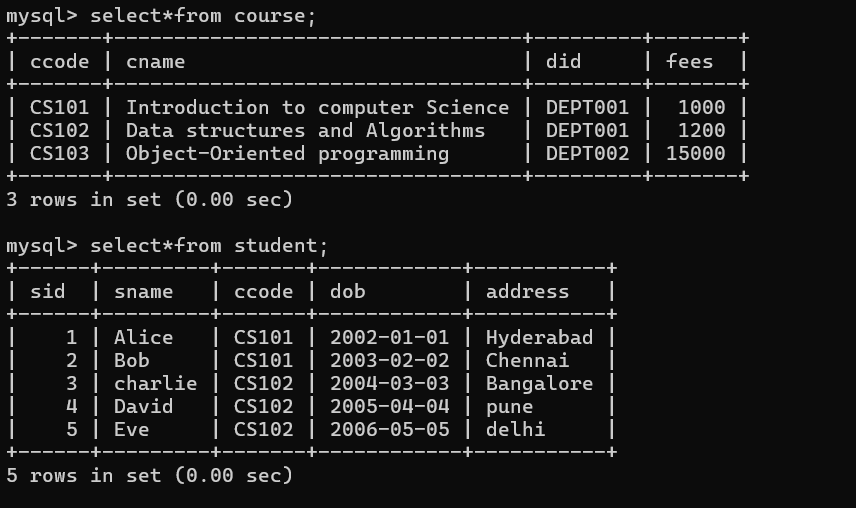 mysql> select*from course;
+-------+----------------------------------+---------+-------+
| ccode | cname                            | did     | fees  |
+-------+----------------------------------+---------+-------+
| CS101 | Introduction to computer Science | DEPT001 |  1000 |
| CS102 | Data structures and Algorithms   | DEPT001 |  1200 |
| CS103 | Object-Oriented programming      | DEPT002 | 15000 |
+-------+----------------------------------+---------+-------+
3 rows in set (0.00 sec)

mysql> select*from student;
+------+---------+-------+------------+-----------+
| sid  | sname   | ccode | dob        | address   |
+------+---------+-------+------------+-----------+
|    1 | Alice   | CS101 | 2002-01-01 | Hyderabad |
|    2 | Bob     | CS101 | 2003-02-02 | Chennai   |
|    3 | charlie | CS102 | 2004-03-03 | Bangalore |
|    4 | David   | CS102 | 2005-04-04 | pune      |
|    5 | Eve     | CS102 | 2006-05-05 | delhi     |
+------+---------+-------+------------+-----------+
5 rows in set (0.00 sec)